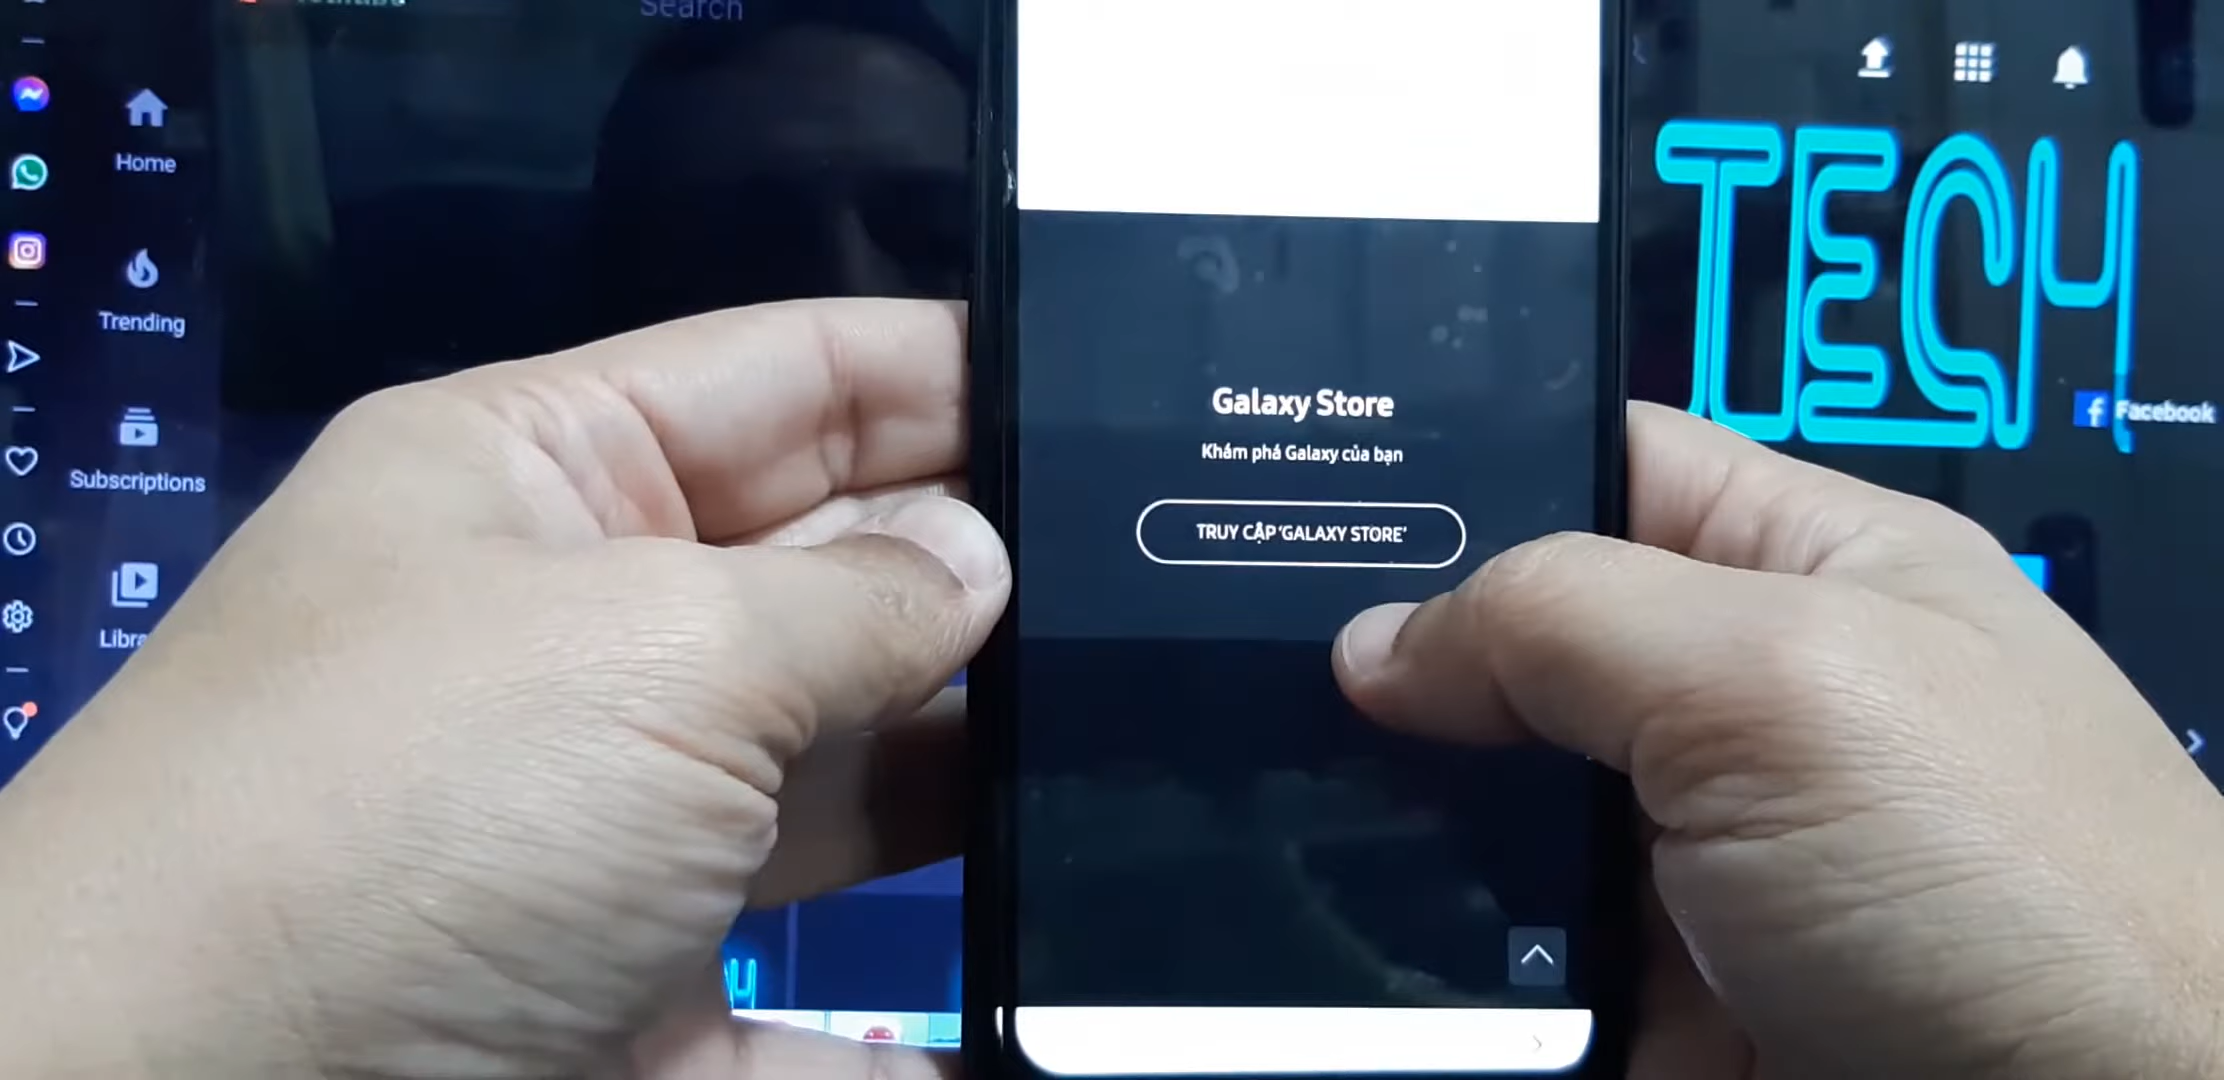 Search
Home
Trending
Subscriptions
TECH
Facebook
Galaxy Store
Khám phá Galaxy của bạn
TRUY CẬP 'GALAXY STORE'